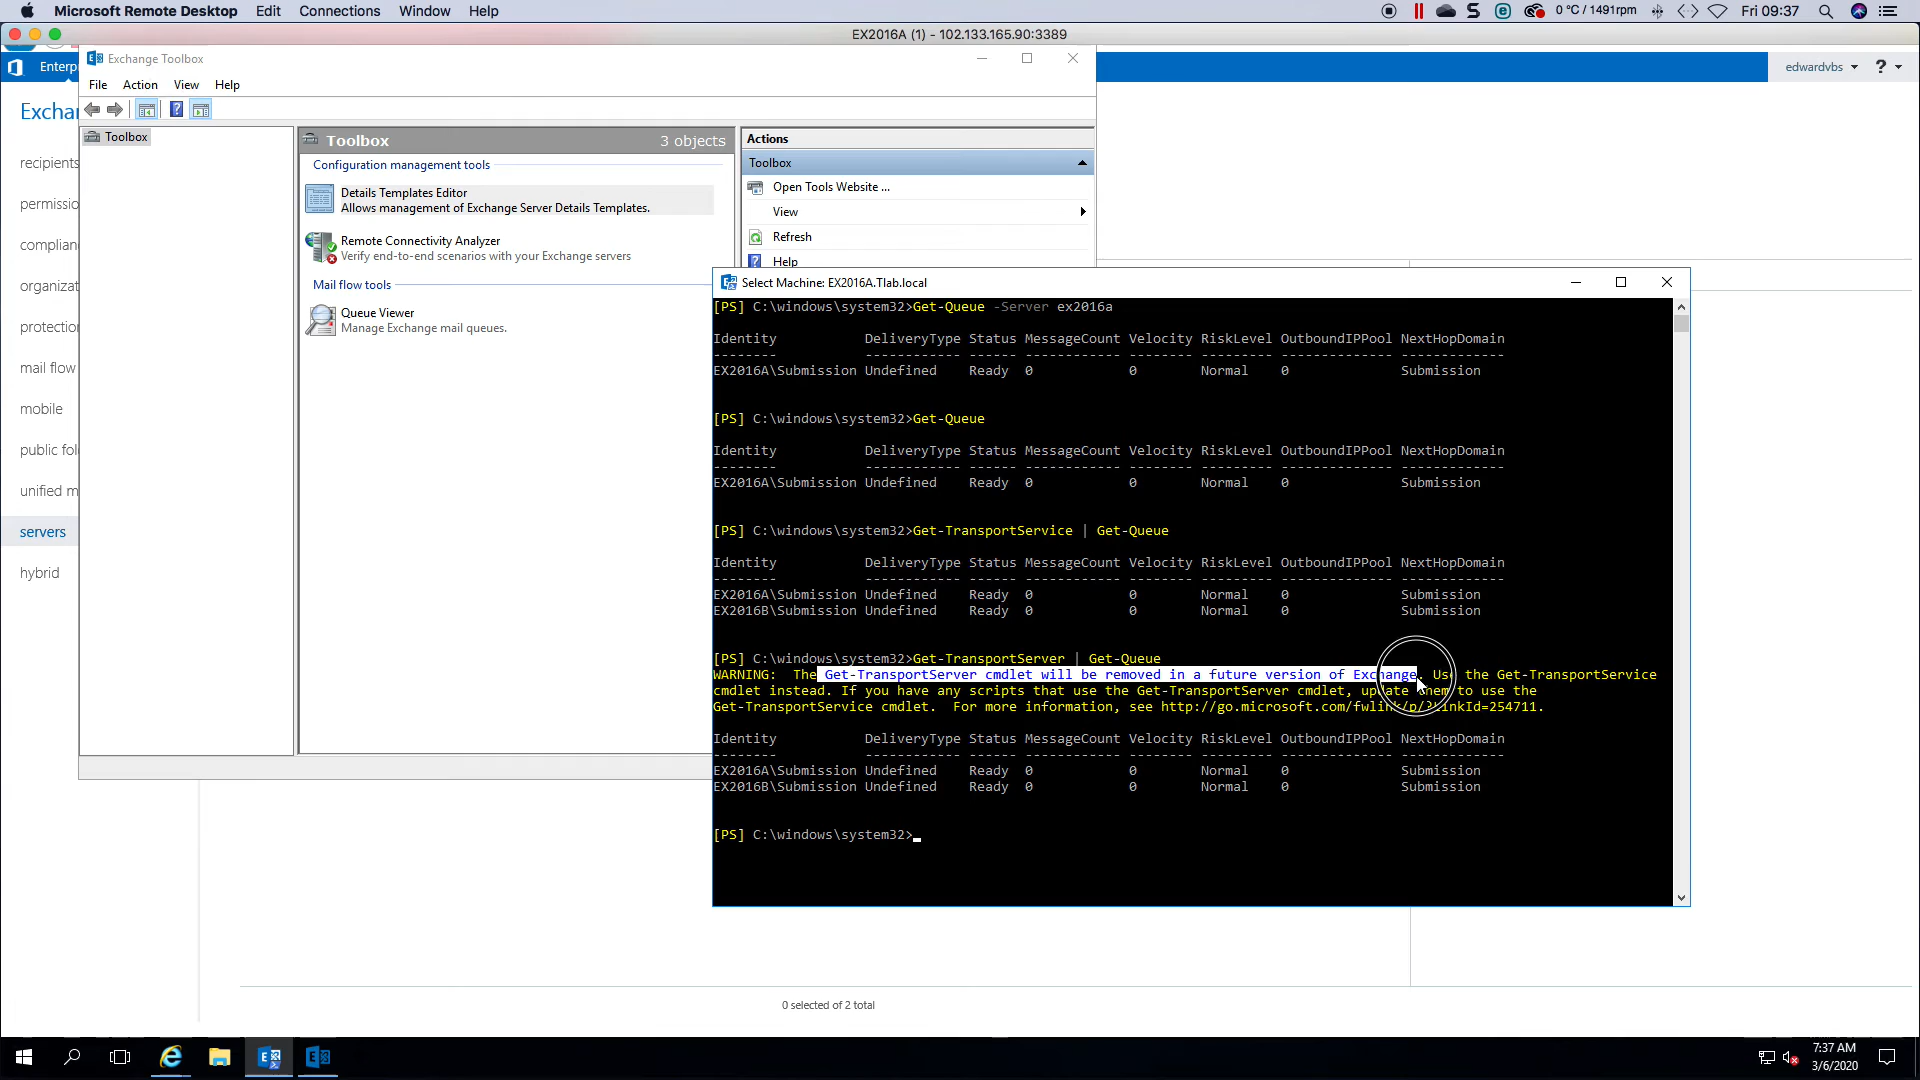 Microsoft Remote Desktop Edit Connections Window Help
0 °C / 1491rpm Fri 09:37
EX2016A (1) - 102.133.165.90:3389
Enterp
edwardvbs ?
Exchan
recipients
permissio
complian
organizat
protection
mail flow
mobile
public fol
unified m
servers
hybrid
Exchange Toolbox
File Action View Help
Toolbox
Toolbox 3 objects
Configuration management tools
Details Templates Editor
Allows management of Exchange Server Details Templates.
Remote Connectivity Analyzer
Verify end-to-end scenarios with your Exchange servers
Mail flow tools
Queue Viewer
Manage Exchange mail queues.
Actions
Toolbox
Open Tools Website ...
View
Refresh
Help
Select Machine: EX2016A.Tlab.local
[PS] C:\windows\system32>Get-Queue -Server ex2016a
Identity DeliveryType Status MessageCount Velocity RiskLevel OutboundIPPool NextHopDomain
-------- ------------ ------ ------------ -------- --------- -------------- -------------
EX2016A\Submission Undefined Ready 0 0 Normal 0 Submission
[PS] C:\windows\system32>Get-Queue
Identity DeliveryType Status MessageCount Velocity RiskLevel OutboundIPPool NextHopDomain
-------- ------------ ------ ------------ -------- --------- -------------- -------------
EX2016A\Submission Undefined Ready 0 0 Normal 0 Submission
[PS] C:\windows\system32>Get-TransportService | Get-Queue
Identity DeliveryType Status MessageCount Velocity RiskLevel OutboundIPPool NextHopDomain
-------- ------------ ------ ------------ -------- --------- -------------- -------------
EX2016A\Submission Undefined Ready 0 0 Normal 0 Submission
EX2016B\Submission Undefined Ready 0 0 Normal 0 Submission
[PS] C:\windows\system32>Get-TransportServer | Get-Queue
WARNING: The Get-TransportServer cmdlet will be removed in a future version of Exchange. Use the Get-TransportService
cmdlet instead. If you have any scripts that use the Get-TransportServer cmdlet, update them to use the
Get-TransportService cmdlet. For more information, see http://go.microsoft.com/fwlink/p/?linkId=254711.
Identity DeliveryType Status MessageCount Velocity RiskLevel OutboundIPPool NextHopDomain
-------- ------------ ------ ------------ -------- --------- -------------- -------------
EX2016A\Submission Undefined Ready 0 0 Normal 0 Submission
EX2016B\Submission Undefined Ready 0 0 Normal 0 Submission
[PS] C:\windows\system32>
0 selected of 2 total
7:37 AM
3/6/2020